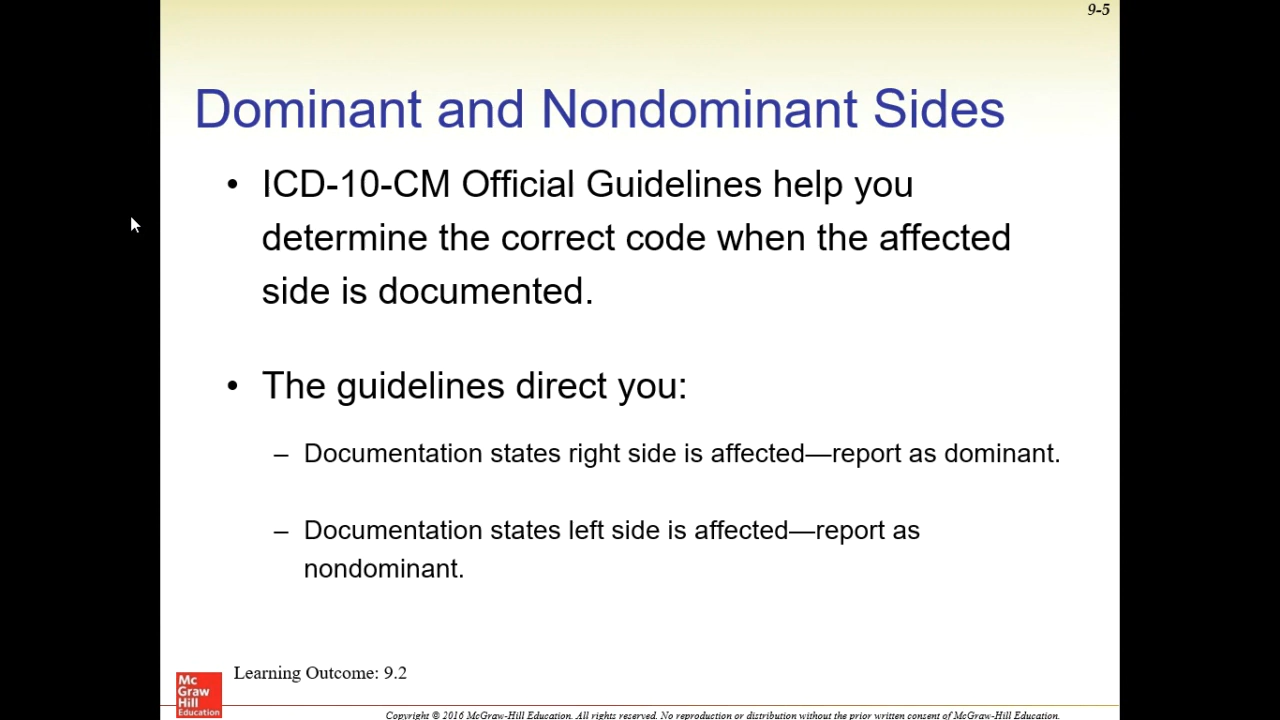 9-5
Dominant and Nondominant Sides
• ICD-10-CM Official Guidelines help you
determine the correct code when the affected
side is documented.
• The guidelines direct you:
– Documentation states right side is affected—report as dominant.
– Documentation states left side is affected—report as
nondominant.
Learning Outcome: 9.2
Mc
Graw
Hill
Education
Copyright © 2016 McGraw-Hill Education. All rights reserved. No reproduction or distribution without the prior written consent of McGraw-Hill Education.